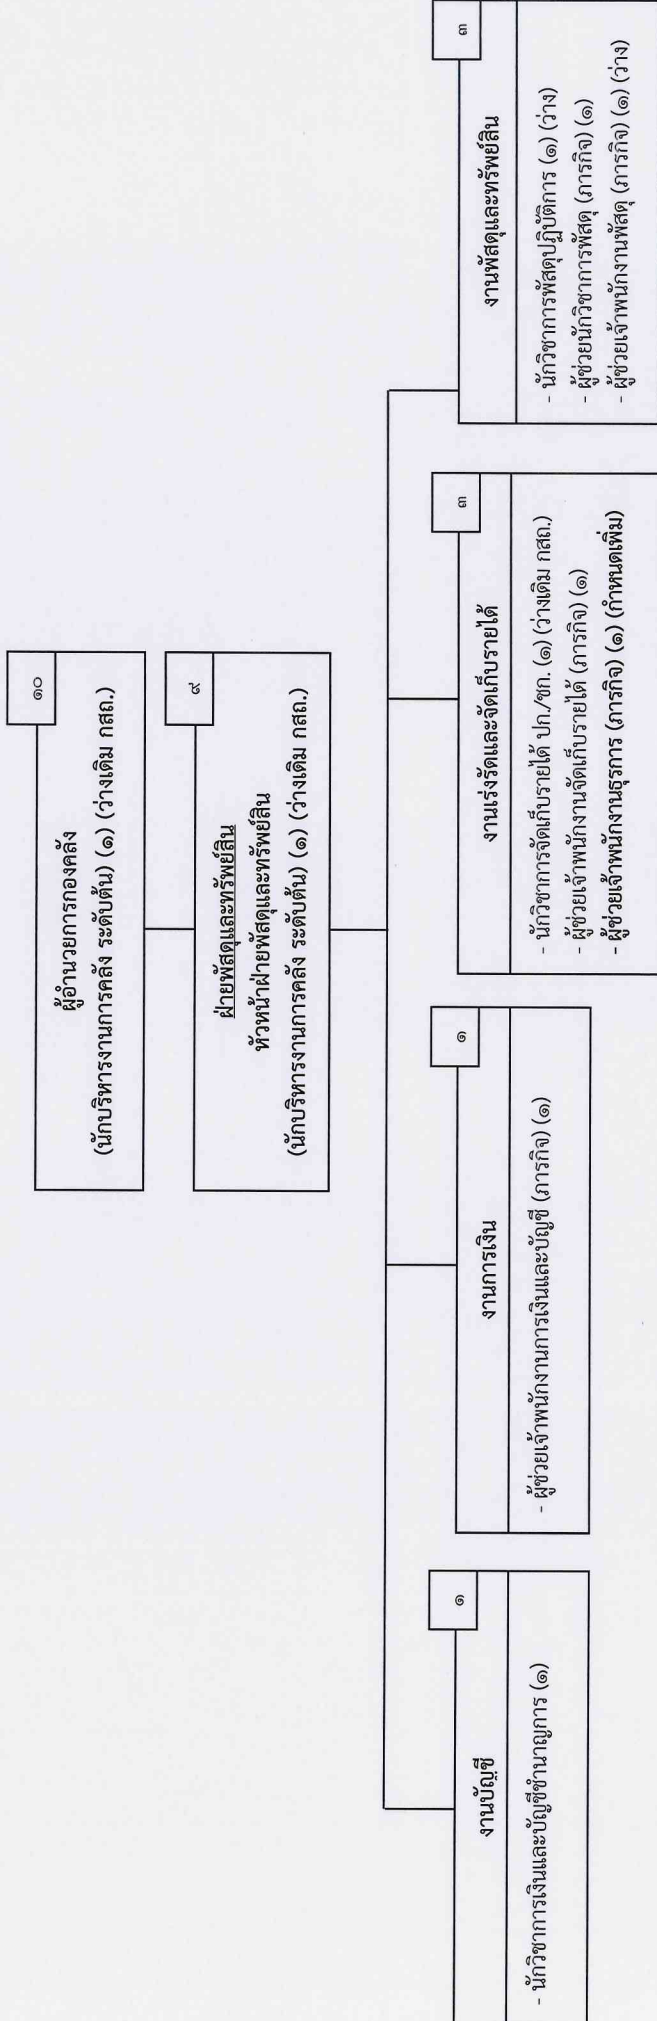 ๑๐
ผู้อำนวยการกองคลัง
(นักบริหารงานการคลัง ระดับต้น) (๑) (ว่างเดิม กสถ.)
๙
ฝ่ายพัสดุและทรัพย์สิน
หัวหน้าฝ่ายพัสดุและทรัพย์สิน
(นักบริหารงานการคลัง ระดับต้น) (๑) (ว่างเดิม กสถ.)
๑
งานบัญชี
- นักวิชาการเงินและบัญชีชำนาญการ (๑)
๑
งานการเงิน
- ผู้ช่วยเจ้าพนักงานการเงินและบัญชี (ภารกิจ) (๑)
๓
งานเร่งรัดและจัดเก็บรายได้
- นักวิชาการจัดเก็บรายได้ ปก./ชก. (๑) (ว่างเดิม กสถ.)
- ผู้ช่วยเจ้าพนักงานจัดเก็บรายได้ (ภารกิจ) (๑)
- ผู้ช่วยเจ้าพนักงานธุรการ (ภารกิจ) (๑) (กำหนดเพิ่ม)
๓
งานพัสดุและทรัพย์สิน
- นักวิชาการพัสดุปฏิบัติการ (๑) (ว่าง)
- ผู้ช่วยนักวิชาการพัสดุ (ภารกิจ) (๑)
- ผู้ช่วยเจ้าพนักงานพัสดุ (ภารกิจ) (๑) (ว่าง)